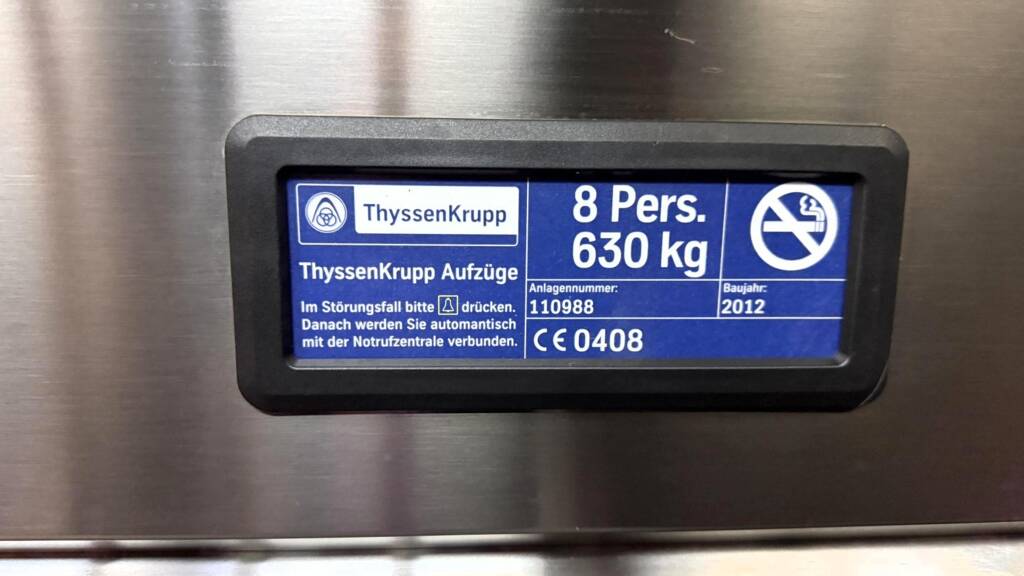 ThyssenKrupp
ThyssenKrupp Aufzüge
Im Störungsfall bitte drücken.
Danach werden Sie automantisch
mit der Notrufzentrale verbunden.
8 Pers.
630 kg
Anlagennummer:
110988
Baujahr:
2012
CE 0408